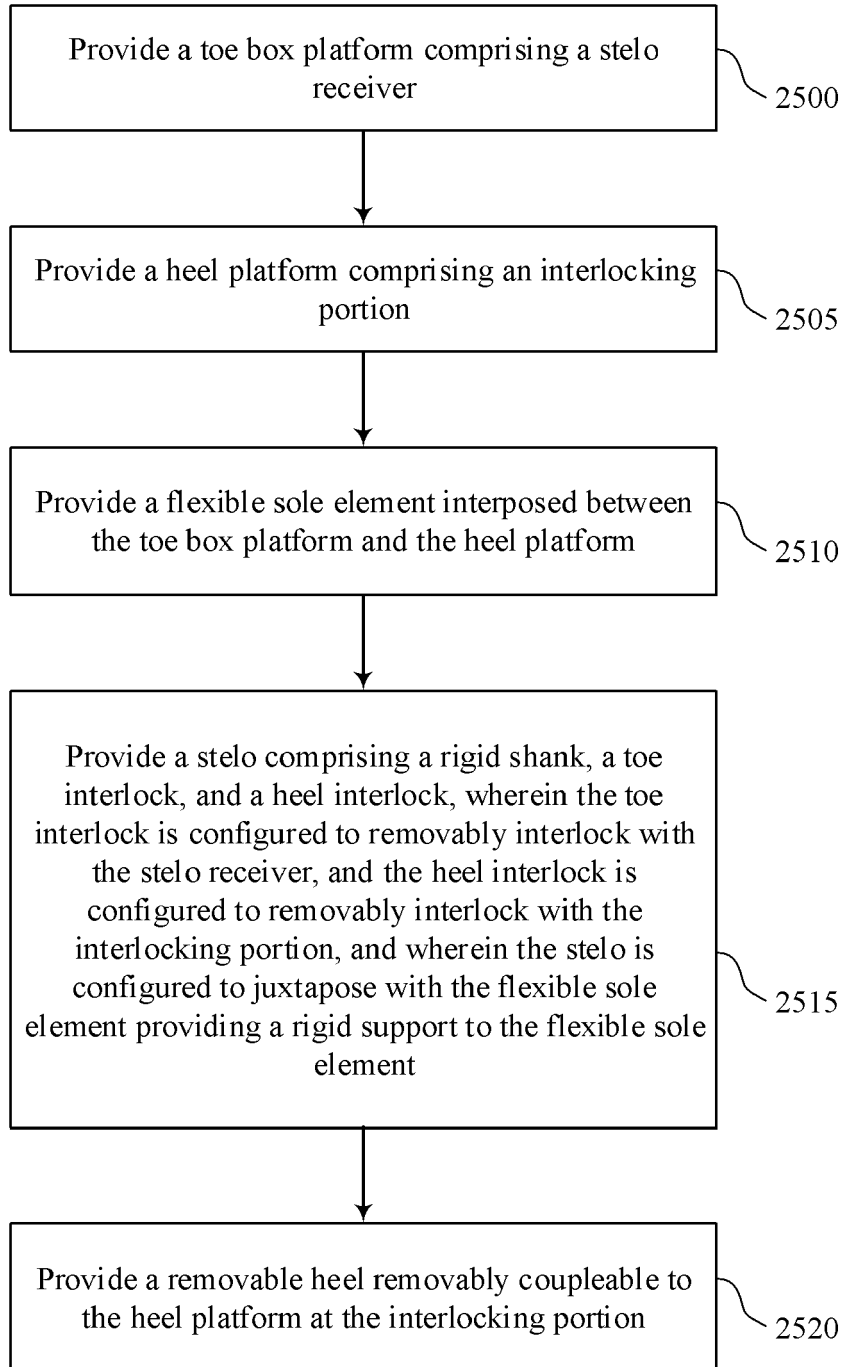 Provide a toe box platform comprising a stelo
receiver
2500
Provide a heel platform comprising an interlocking
portion
2505
Provide a flexible sole element interposed between
the toe box platform and the heel platform
2510
Provide a stelo comprising a rigid shank, a toe
interlock, and a heel interlock, wherein the toe
interlock is configured to removably interlock with
the stelo receiver, and the heel interlock is
configured to removably interlock with the
interlocking portion, and wherein the stelo is
configured to juxtapose with the flexible sole
element providing a rigid support to the flexible sole
element
2515
Provide a removable heel removably coupleable to
the heel platform at the interlocking portion
2520